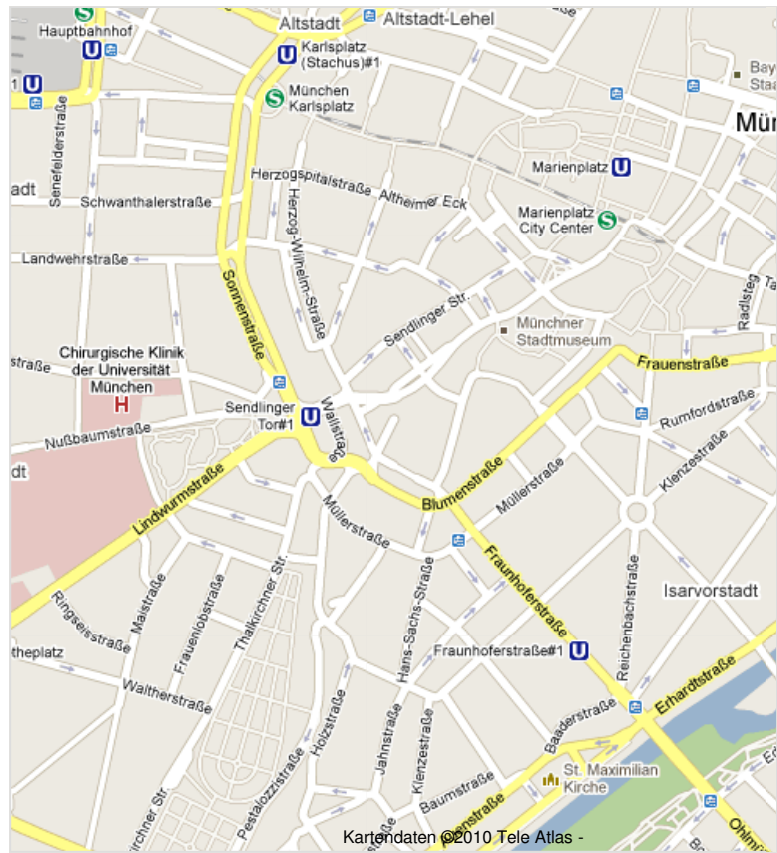 Altstadt
Altstadt-Lehel
Hauptbahnhof
Karlsplatz
(Stachus)#1
München
Karlsplatz
Senefelderstraße
Marienplatz
Herzogspitalstraße
Altheimer Eck
Schwanthalerstraße
Marienplatz
City Center
Herzog-Wilhelm-Straße
Landwehrstraße
Sonnenstraße
Sendlinger Str.
Radlsteg
Münchner
Stadtmuseum
Chirurgische Klinik
der Universität
München
H
Frauenstraße
Sendlinger
Tor#1
Wallstraße
Rumfordstraße
Nußbaumstraße
Klenzestraße
Lindwurmstraße
Blumenstraße
Müllerstraße
Müllerstraße
Fraunhoferstraße
Thalkirchner Str.
Hans-Sachs-Straße
Reichenbachstraße
Isarvorstadt
Ringseisstraße
Maistraße
Frauenlobstraße
Fraunhoferstraße#1
Waltherstraße
Erhardtstraße
Holzstraße
Jahnstraße
Klenzestraße
Baaderstraße
Pestalozzistraße
Baumstraße
St. Maximilian
Kirche
Kartendaten ©2010 Tele Atlas -